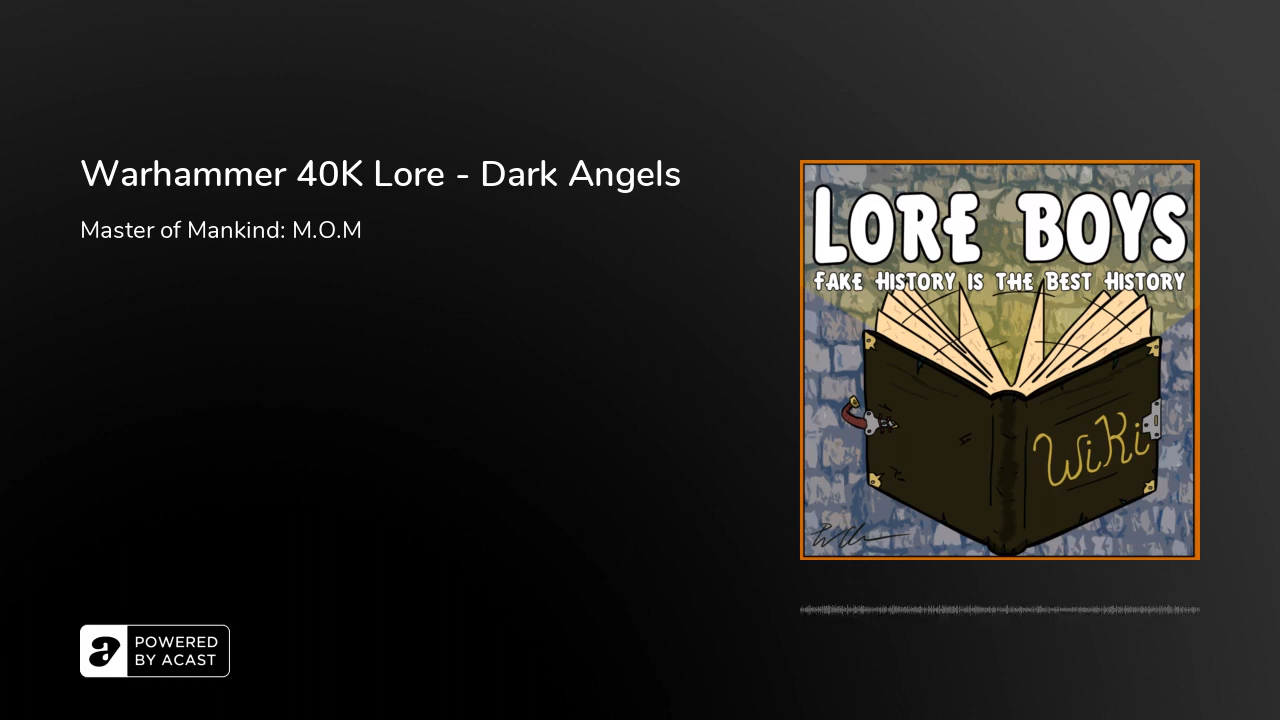 Warhammer 40K Lore - Dark Angels
Master of Mankind: M.O.M
LORE BOYS
FAKE HISTORY IS THE BEST HISTORY
WiKi
POWERED
BY ACAST